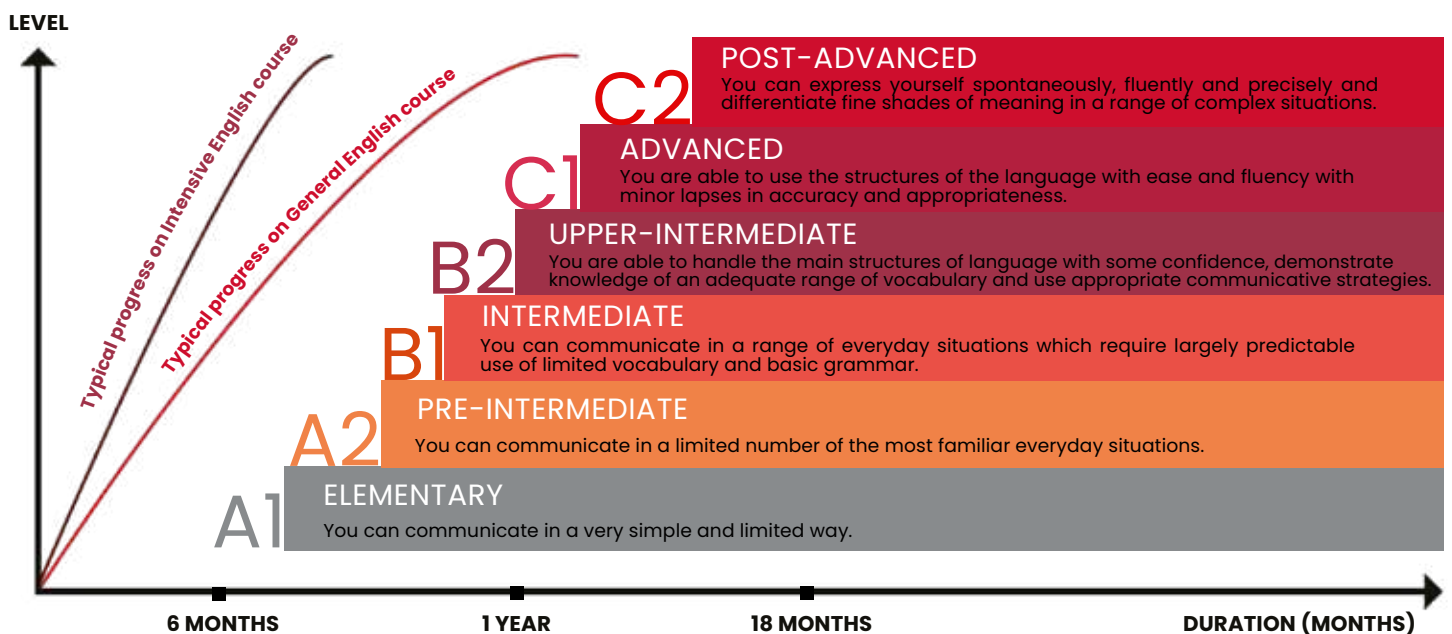 LEVEL
Typical progress on Intensive English course
Typical progress on General English course
C2
POST-ADVANCED
You can express yourself spontaneously, fluently and precisely and
differentiate fine shades of meaning in a range of complex situations.
C1
ADVANCED
You are able to use the structures of the language with ease and fluency with
minor lapses in accuracy and appropriateness.
B2
UPPER-INTERMEDIATE
You are able to handle the main structures of language with some confidence, demonstrate
knowledge of an adequate range of vocabulary and use appropriate communicative strategies.
B1
INTERMEDIATE
You can communicate in a range of everyday situations which require largely predictable
use of limited vocabulary and basic grammar.
A2
PRE-INTERMEDIATE
You can communicate in a limited number of the most familiar everyday situations.
A1
ELEMENTARY
You can communicate in a very simple and limited way.
6 MONTHS
1 YEAR
18 MONTHS
DURATION (MONTHS)